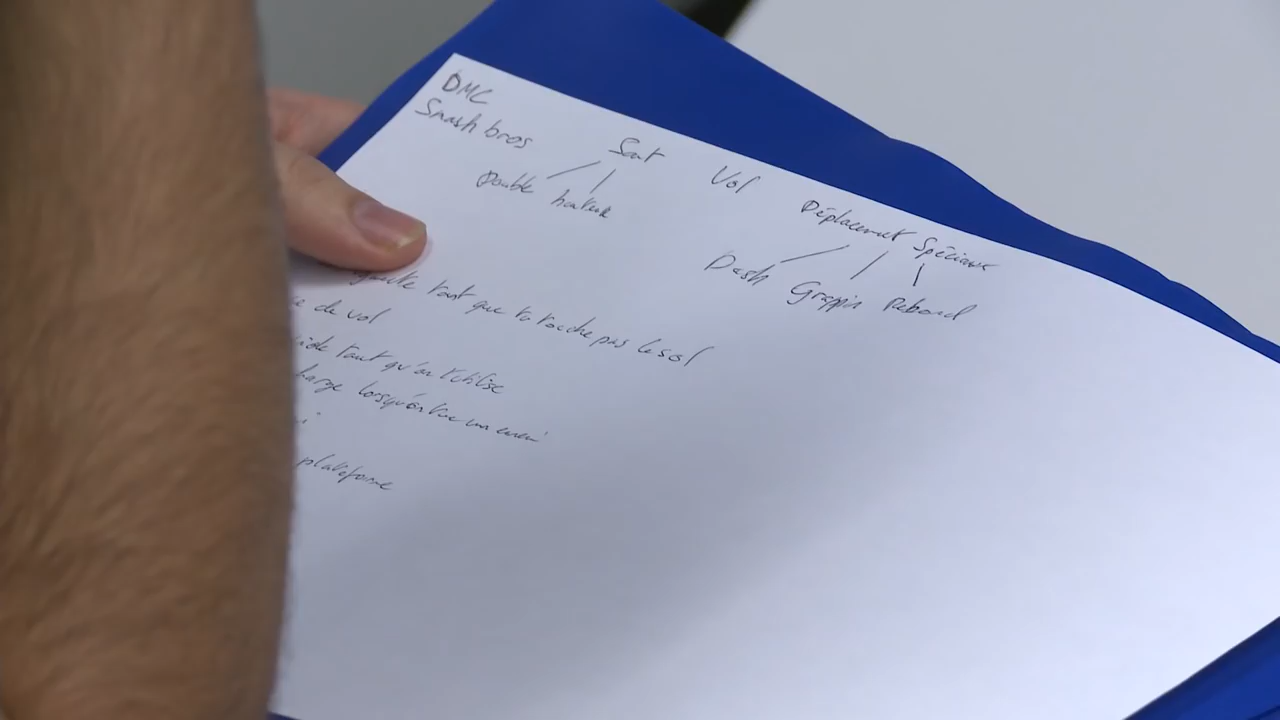 DMC
Smash bros
Saut Vol Déplacement Spéciaux
Double hauteur
Dash Grappin Rebond
tant que tu touche pas le sol
de vol
tant qu'on utilise
lorsqu'on tue un
plateforme